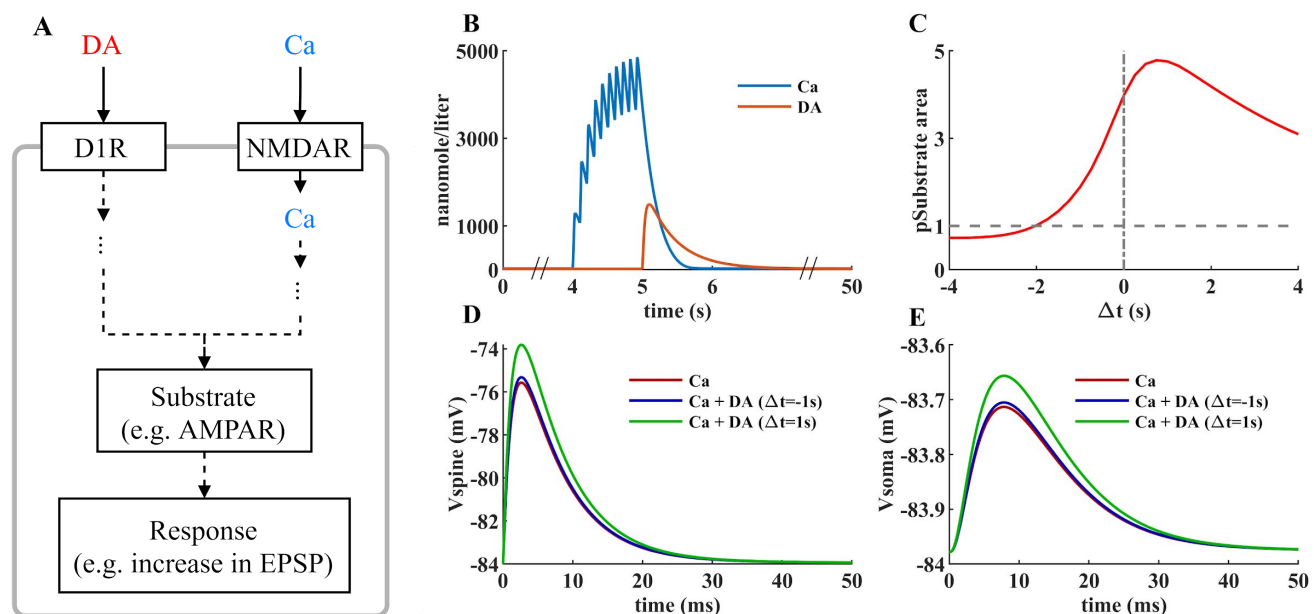 A
DA
Ca
D1R
NMDAR
Ca
Substrate
(e.g. AMPAR)
Response
(e.g. increase in EPSP)
B
nanomole/liter
5000
3000
1000
0
0
4
5
6
50
time (s)
Ca
DA
C
pSubstrate area
5
3
1
0
-4
-2
0
2
4
Δt (s)
D
Vspine (mV)
-74
-76
-78
-80
-82
-84
0
10
20
30
40
50
time (ms)
Ca
Ca + DA (Δt=-1s)
Ca + DA (Δt=1s)
E
Vsoma (mV)
-83.6
-83.7
-83.8
-83.9
-84
0
10
20
30
40
50
time (ms)
Ca
Ca + DA (Δt=-1s)
Ca + DA (Δt=1s)